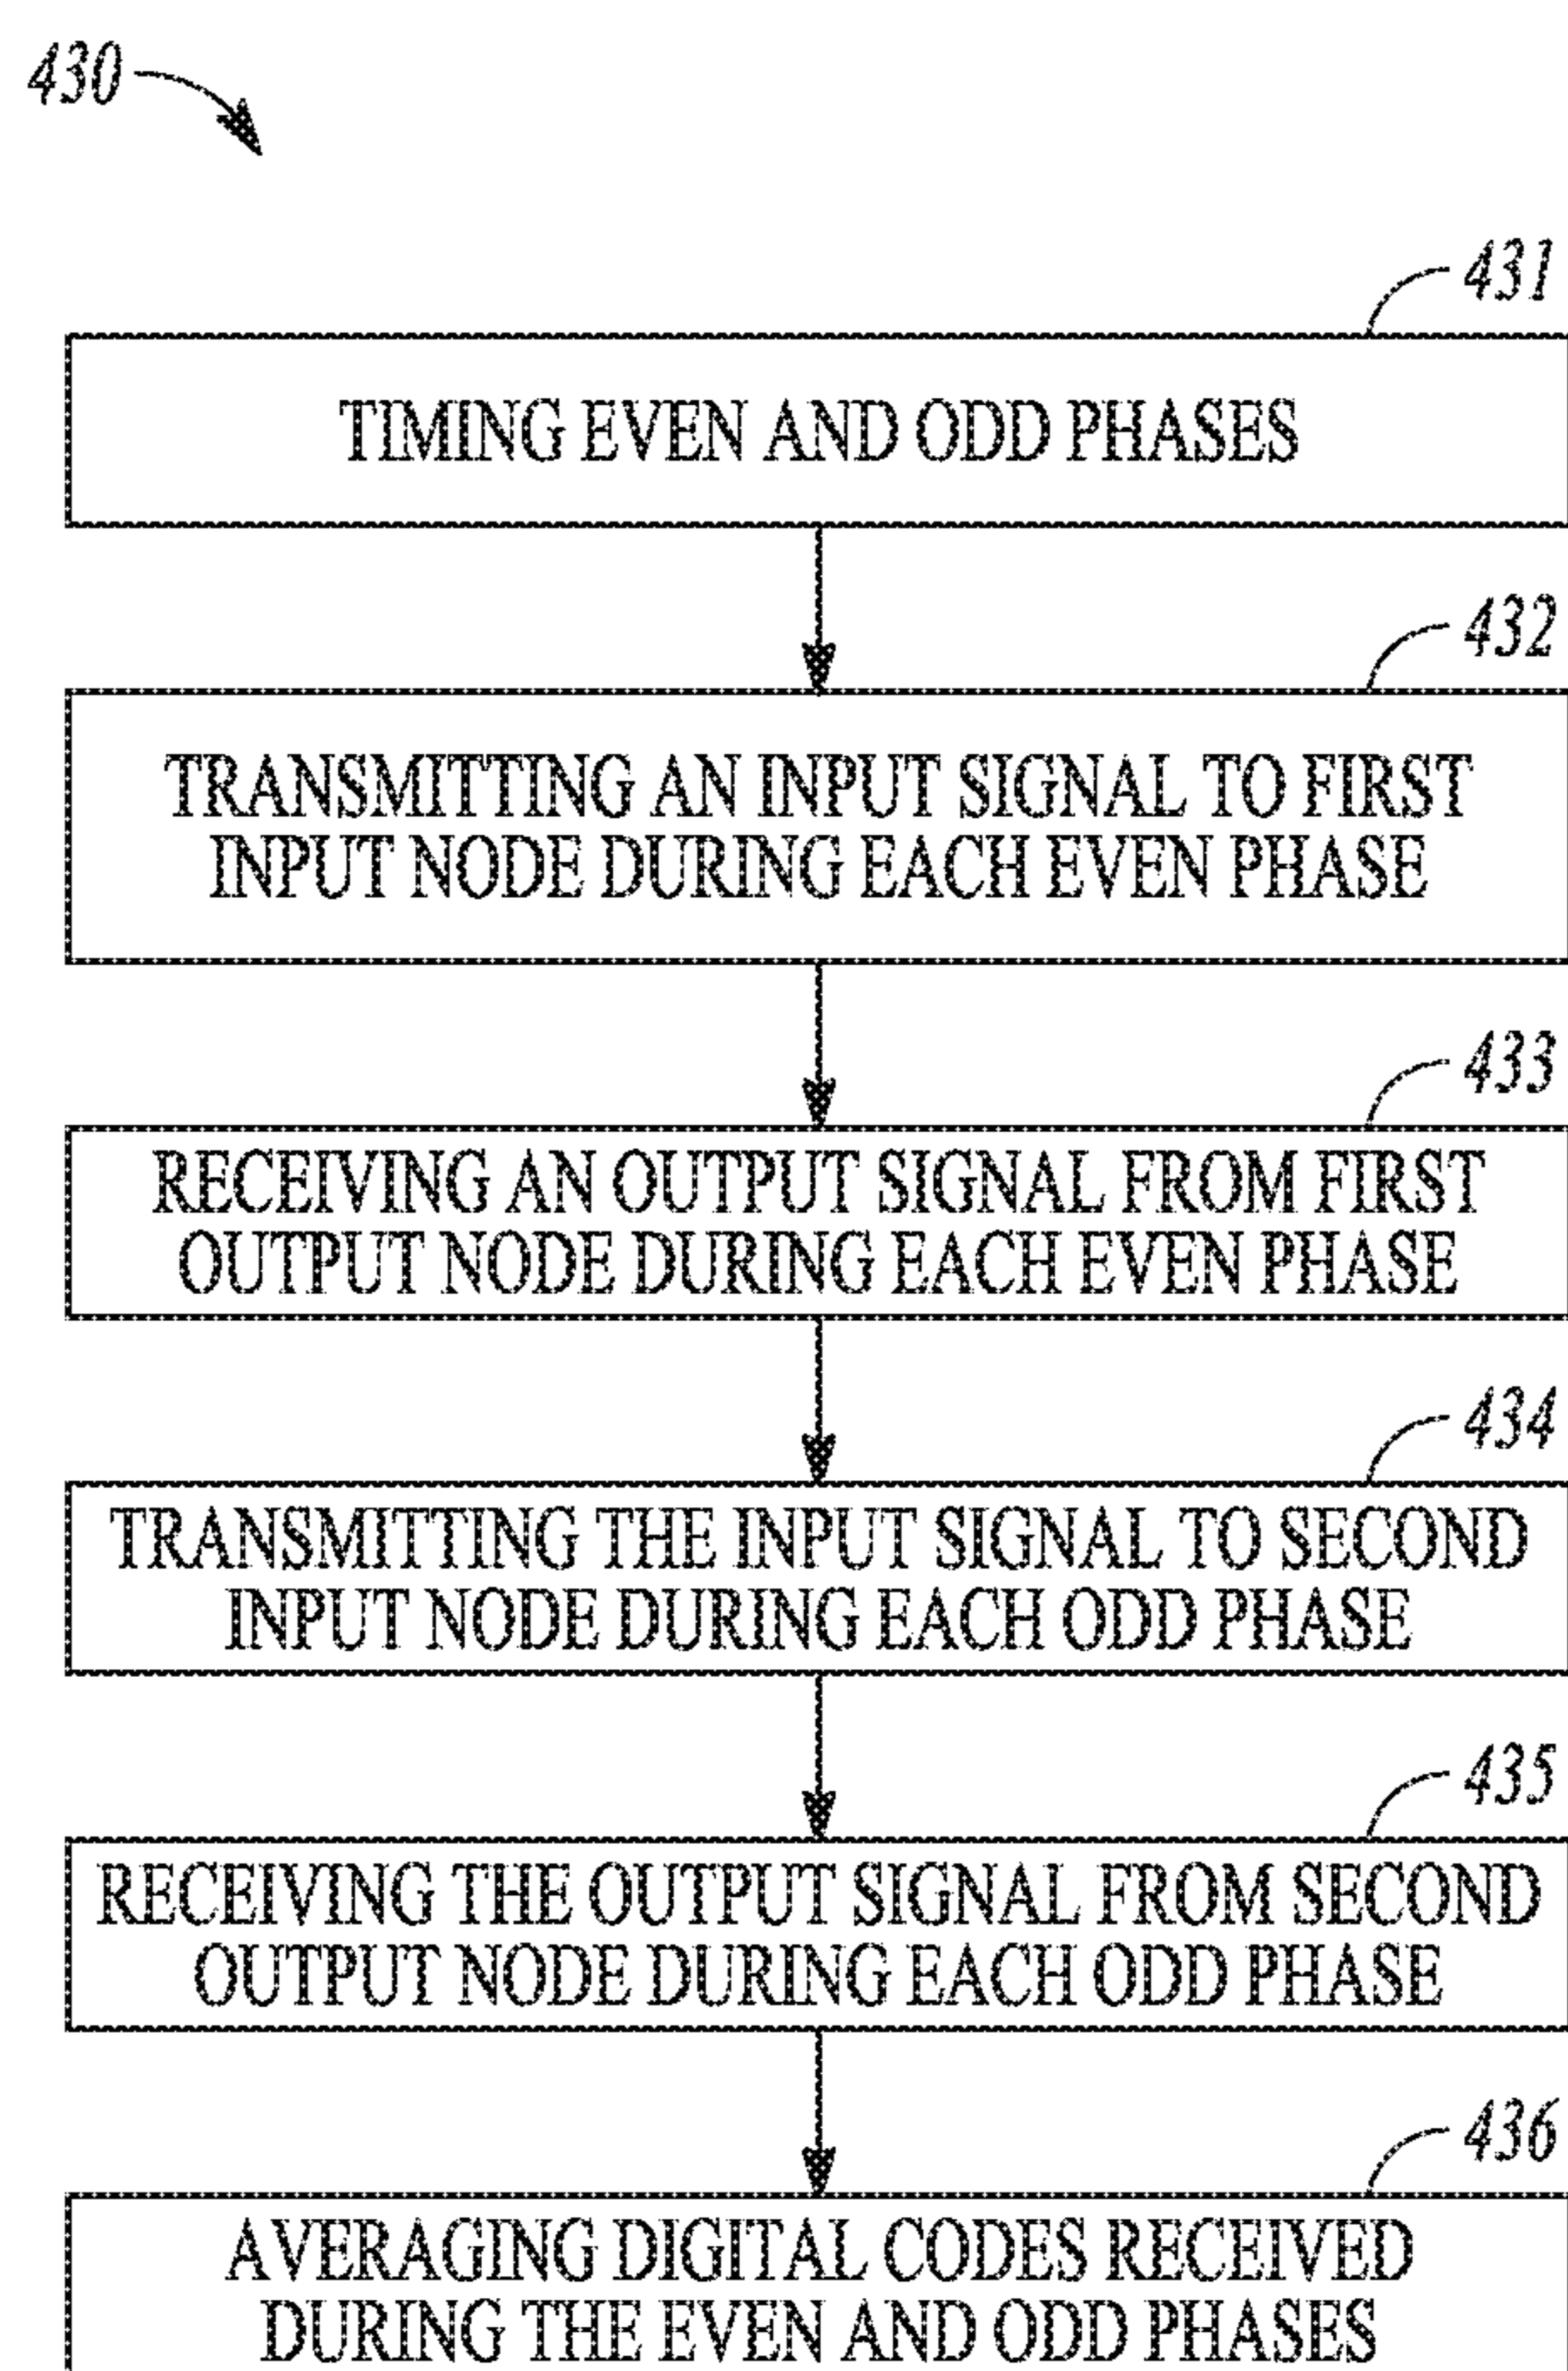 430
431
TIMING EVEN AND ODD PHASES
432
TRANSMITTING AN INPUT SIGNAL TO FIRST
INPUT NODE DURING EACH EVEN PHASE
433
RECEIVING AN OUTPUT SIGNAL FROM FIRST
OUTPUT NODE DURING EACH EVEN PHASE
434
TRANSMITTING THE INPUT SIGNAL TO SECOND
INPUT NODE DURING EACH ODD PHASE
435
RECEIVING THE OUTPUT SIGNAL FROM SECOND
OUTPUT NODE DURING EACH ODD PHASE
436
AVERAGING DIGITAL CODES RECEIVED
DURING THE EVEN AND ODD PHASES